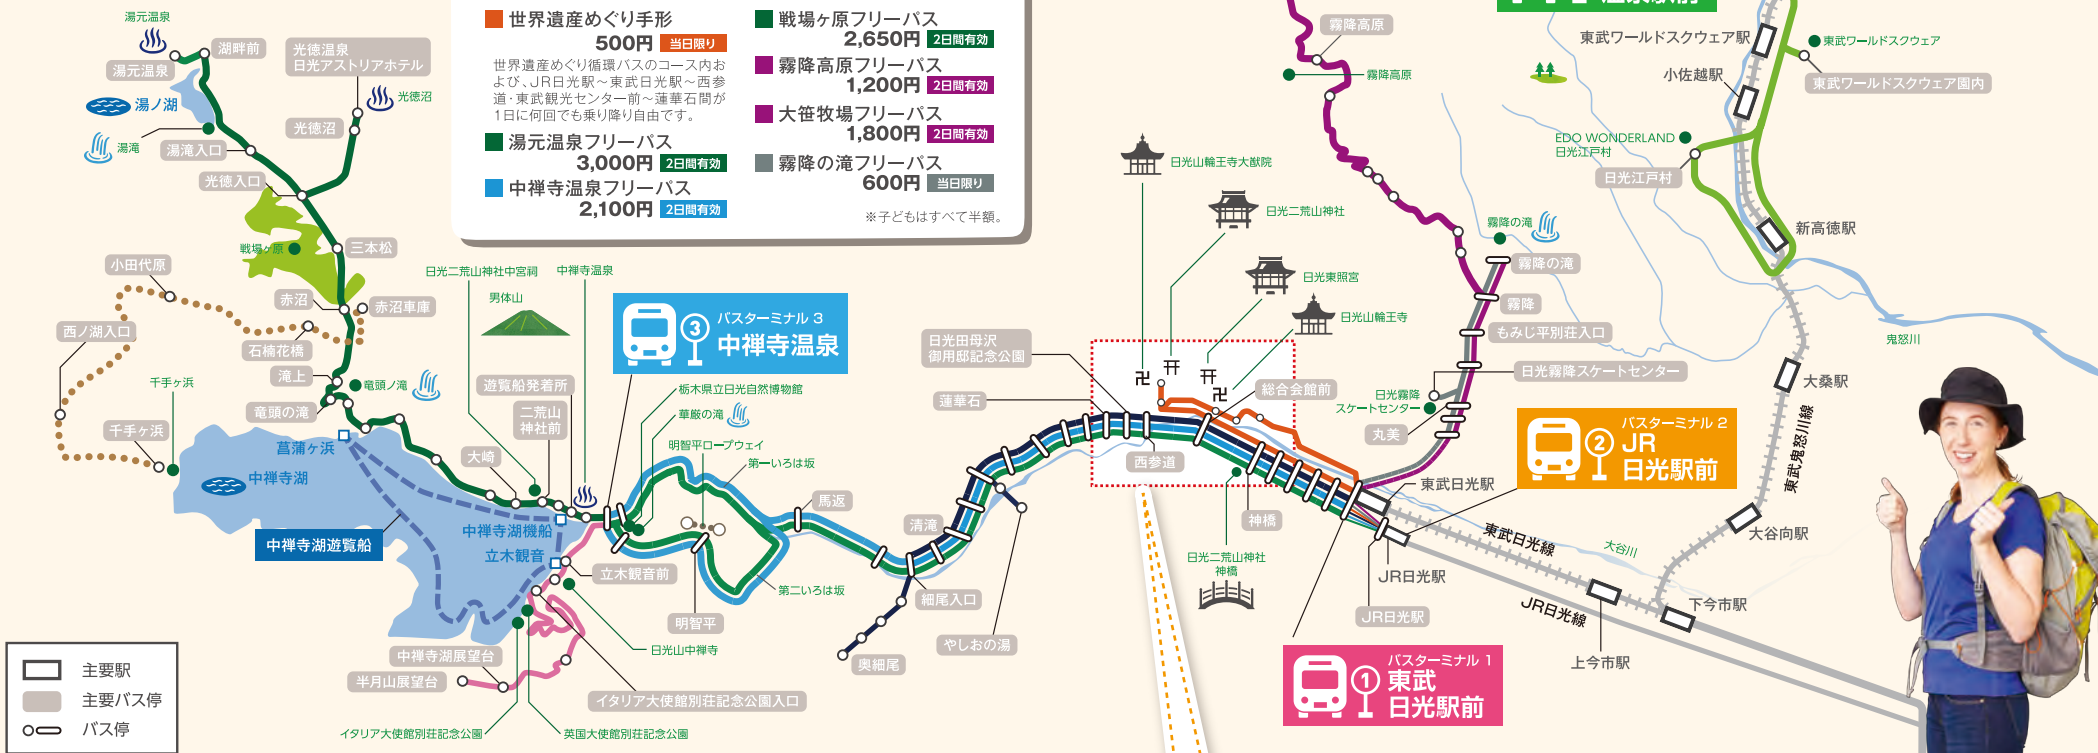 世界遺産めぐり手形
500円 当日限り
世界遺産めぐり循環バスのコース内お
よび、JR日光駅～東武日光駅～西参
道・東武観光センター前～蓮華石間が
1日に何回でも乗り降り自由です。
湯元温泉フリーパス
3,000円 2日間有効
中禅寺温泉フリーパス
2,100円 2日間有効
戦場ヶ原フリーパス
2,650円 2日間有効
霧降高原フリーパス
1,200円 2日間有効
大笹牧場フリーパス
1,800円 2日間有効
霧降の滝フリーパス
600円 当日限り
※子どもはすべて半額。
湯元温泉
湯元温泉
湖畔前
光徳温泉
日光アストリアホテル
湯ノ湖
光徳沼
湯滝
湯滝入口
光徳沼
光徳入口
戦場ヶ原
三本松
小田代原
赤沼
赤沼車庫
西ノ湖入口
石楠花橋
滝上
千手ヶ浜
竜頭ノ滝
竜頭の滝
千手ヶ浜
菖蒲ヶ浜
中禅寺湖
大崎
日光二荒山神社中宮祠
中禅寺温泉
男体山
遊覧船発着所
二荒山
神社前
バスターミナル 3
3
中禅寺温泉
栃木県立日光自然博物館
華厳の滝
明智平ロープウェイ
第一いろは坂
馬返
中禅寺湖遊覧船
中禅寺湖機船
立木観音
立木観音前
第二いろは坂
明智平
日光山中禅寺
中禅寺湖展望台
半月山展望台
イタリア大使館別荘記念公園入口
イタリア大使館別荘記念公園
英国大使館別荘記念公園
清滝
細尾入口
やしおの湯
奥細尾
日光田母沢
御用邸記念公園
蓮華石
西参道
総合会館前
神橋
日光二荒山神社
神橋
日光山輪王寺大猷院
日光二荒山神社
日光東照宮
日光山輪王寺
霧降高原
霧降高原
霧降の滝
霧降の滝
霧降
もみじ平別荘入口
日光霧降スケートセンター
日光霧降
スケートセンター
丸美
バスターミナル 2
2
JR
日光駅前
東武日光駅
JR日光駅
JR日光駅
バスターミナル 1
1
東武
日光駅前
東武日光線
JR日光線
大谷川
上今市駅
下今市駅
大谷向駅
東武鬼怒川線
大桑駅
鬼怒川
新高徳駅
日光江戸村
EDO WONDERLAND
日光江戸村
小佐越駅
東武ワールドスクウェア駅
東武ワールドスクウェア
東武ワールドスクウェア園内
主要駅
主要バス停
バス停